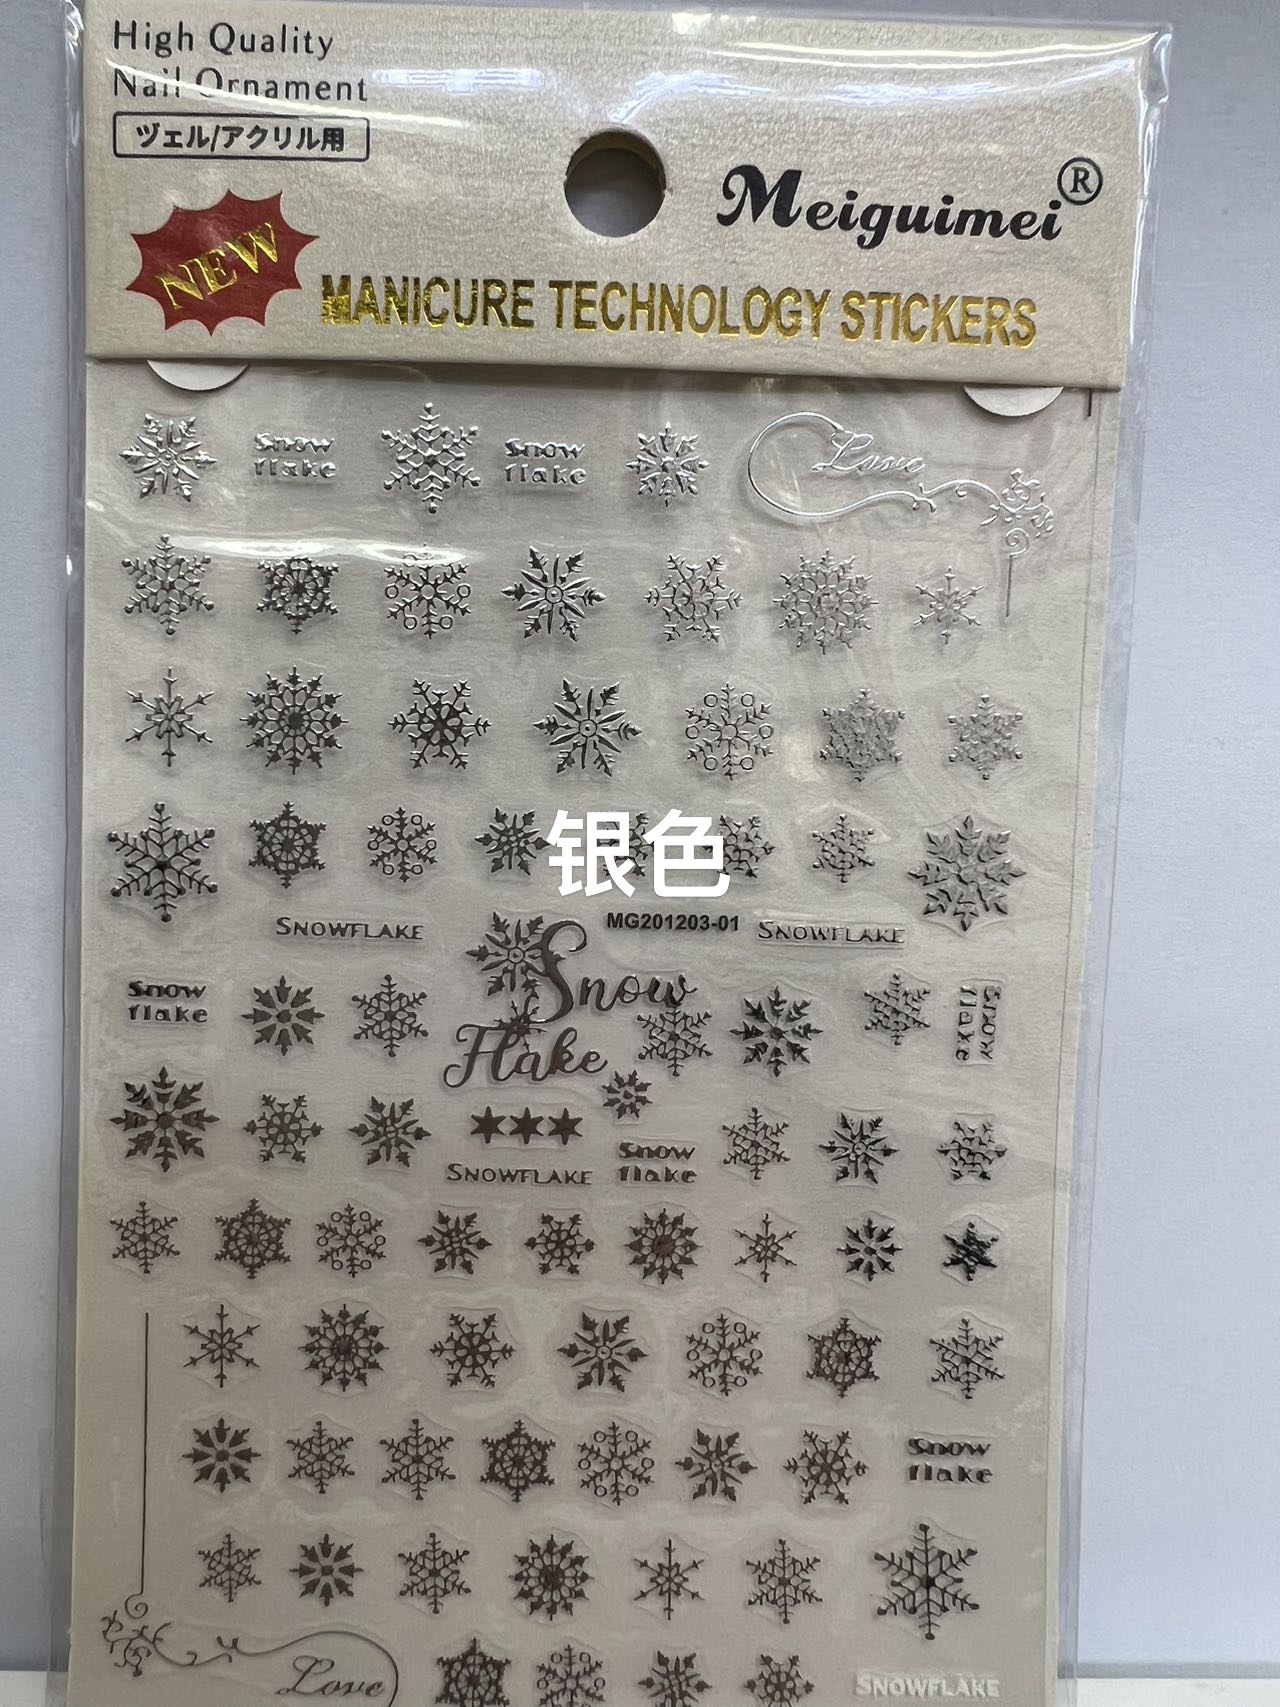 High Quality
Nail Ornament
ヅェル/アクリル用
Meiguimei®
NEW
MANICURE TECHNOLOGY STICKERS
Snow
flake
Snow
flake
Love
银色
SNOWFLAKE
MG201203-01
SNOWFLAKE
Snow
flake
Snow
Flake
Snow
flake
SNOWFLAKE
Snow
flake
Snow
flake
Love
SNOWFLAKE